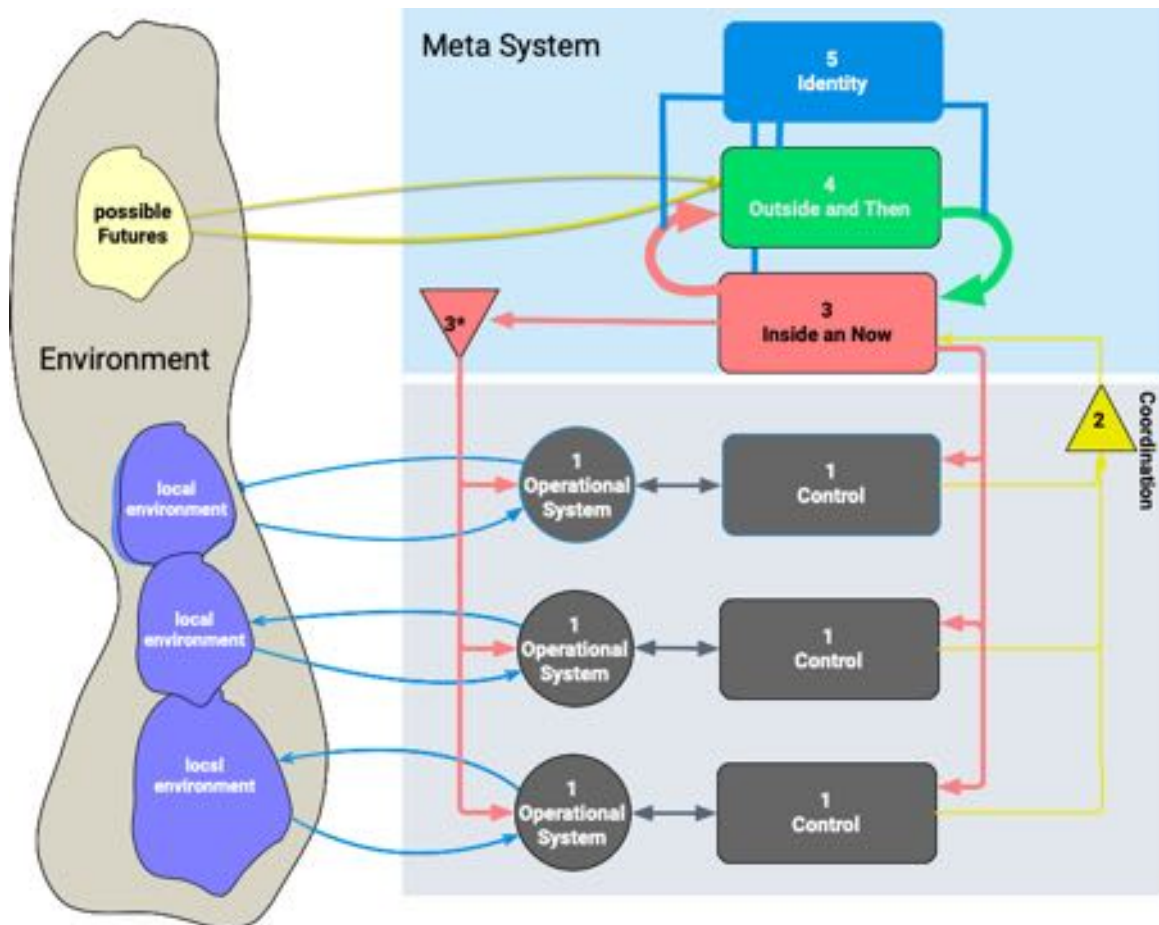 Meta System
5
Identity
possible
Futures
4
Outside and Then
3*
3
Inside an Now
Environment
2
Coordination
local
environment
1
Operational
System
1
Control
local
environment
1
Operational
System
1
Control
locsl
environment
1
Operational
System
1
Control